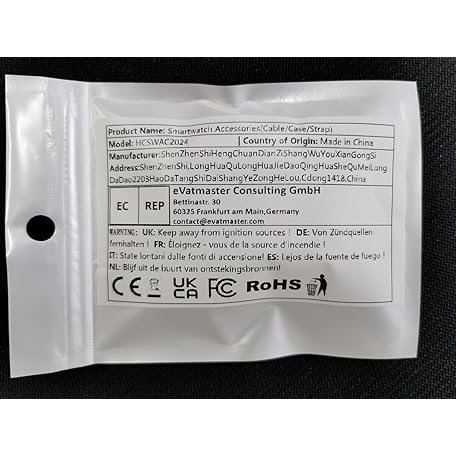 Product Name: Smartwatch Accessories(Cable/Case/Strap)
Model: HCSWAC2024 Country of Origin: Made in China
Manufacturer:ShenZhenShiHengChuanDianZiShangWuYouXianGongSi
Address:ShenZhenShi,LongHuaQuLongHuaJieDaoQingHuaSheQuMeiLong
DaDao2203HaoDaTangShiDaiShangYeZongHeLou,Cdong1418,China
EC REP
eVatmaster Consulting GmbH
Bettinastr. 30
60325 Frankfurt am Main,Germany
contact@evatmaster.com
WARNING: UK: Keep away from ignition sources ! DE: Von Zündquellen
fernhalten ! FR: Éloignez - vous de la source d'incendie !
IT: State lontani dalle fonti di accensione! ES: Lejos de la fuente de fuego !
NL: Blijf uit de buurt van ontstekingsbronnen!
CE UK CA FC RoHS